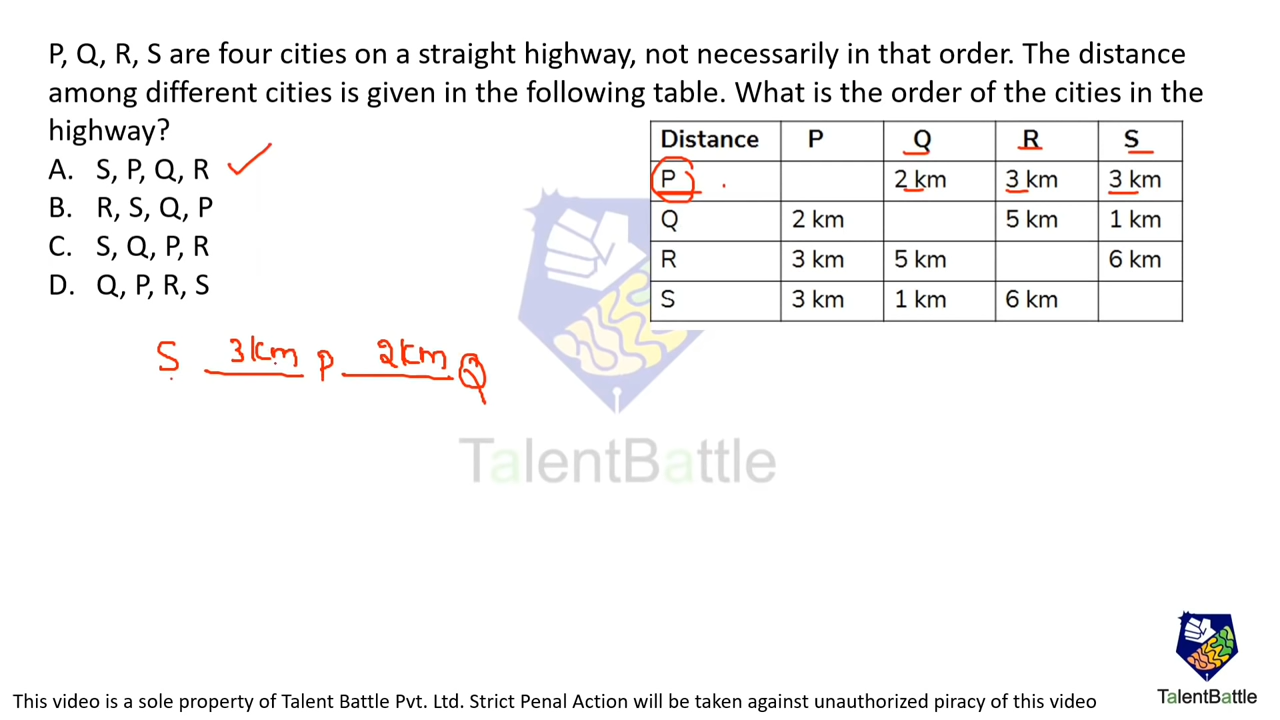 P, Q, R, S are four cities on a straight highway, not necessarily in that order. The distance
among different cities is given in the following table. What is the order of the cities in the
highway?
A. S, P, Q, R
B. R, S, Q, P
C. S, Q, P, R
D. Q, P, R, S
Distance P Q R S
P 2 km 3 km 3 km
Q 2 km 5 km 1 km
R 3 km 5 km 6 km
S 3 km 1 km 6 km
S 3km P 2km Q
TalentBattle
TalentBattle
This video is a sole property of Talent Battle Pvt. Ltd. Strict Penal Action will be taken against unauthorized piracy of this video